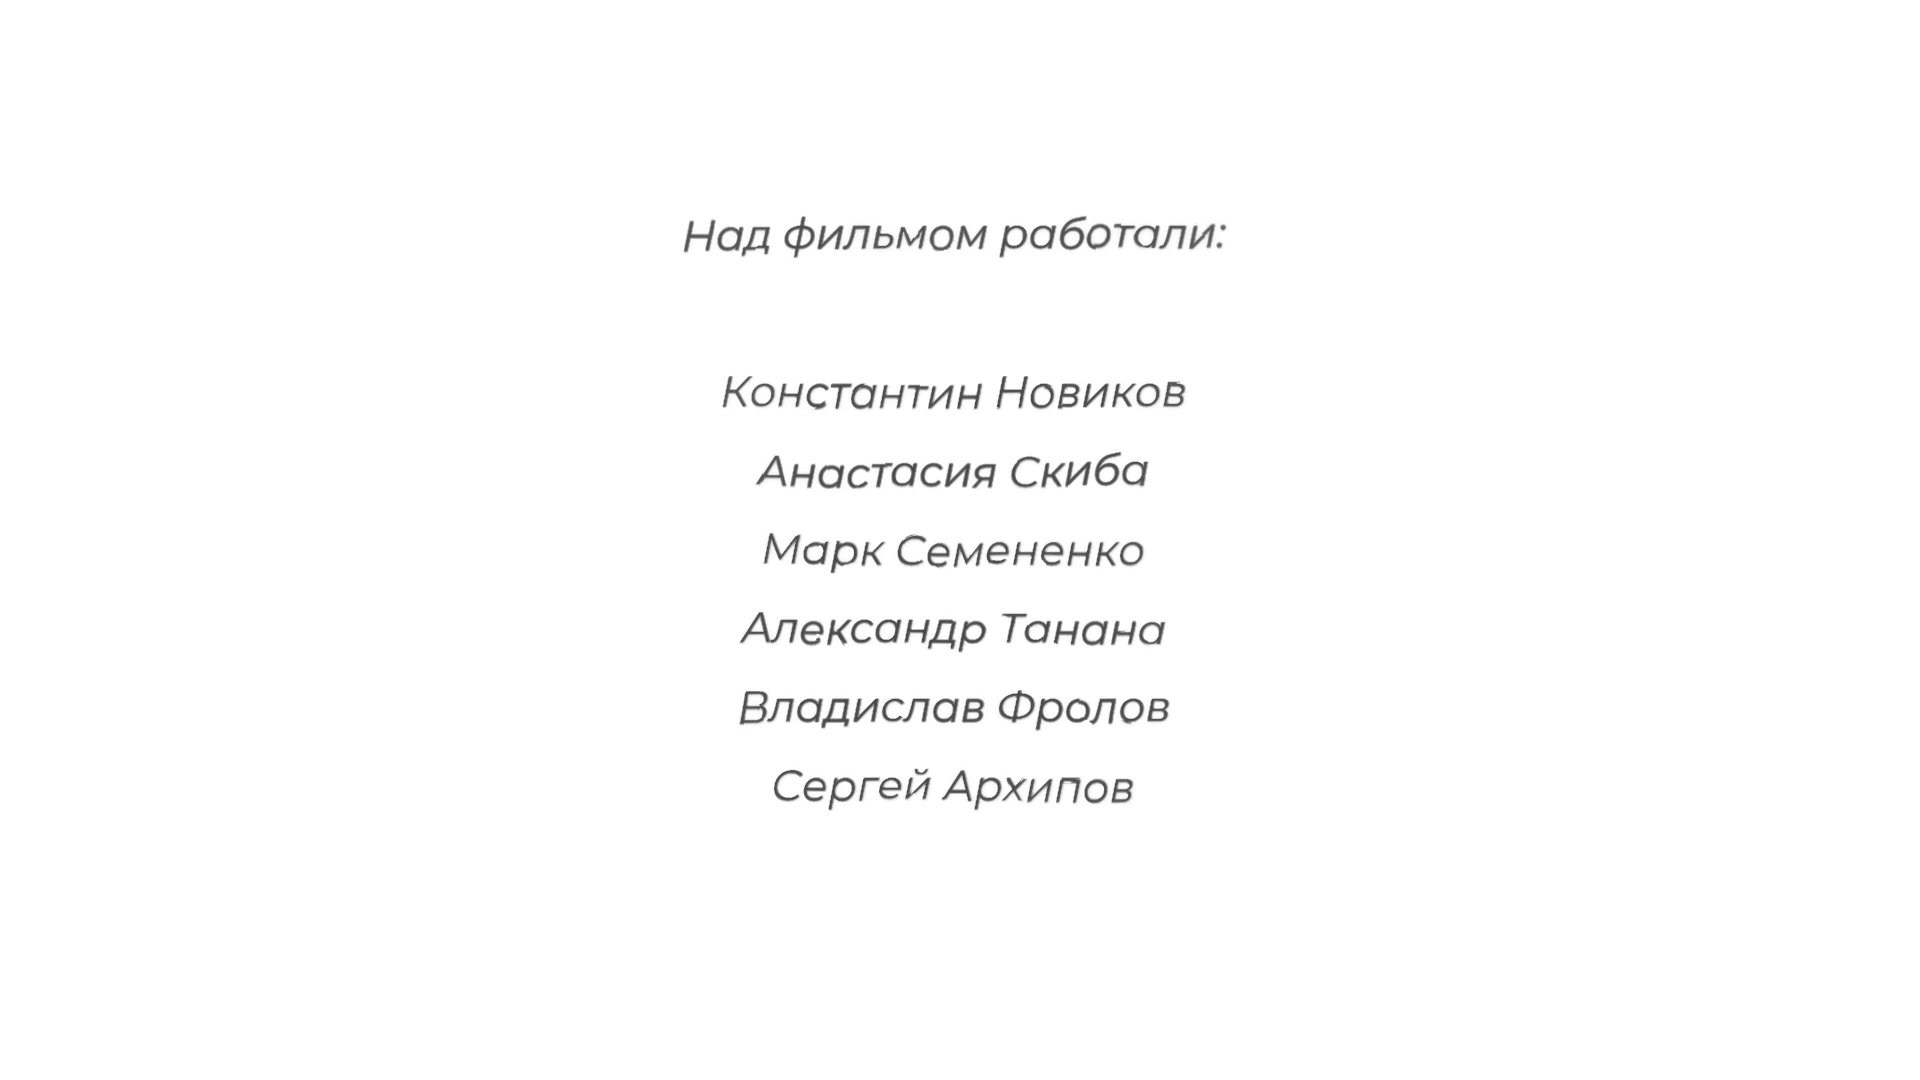 Над фильмом работали:
Константин Новиков
Анастасия Скиба
Марк Семененко
Александр Танана
Владислав Фролов
Сергей Архипов